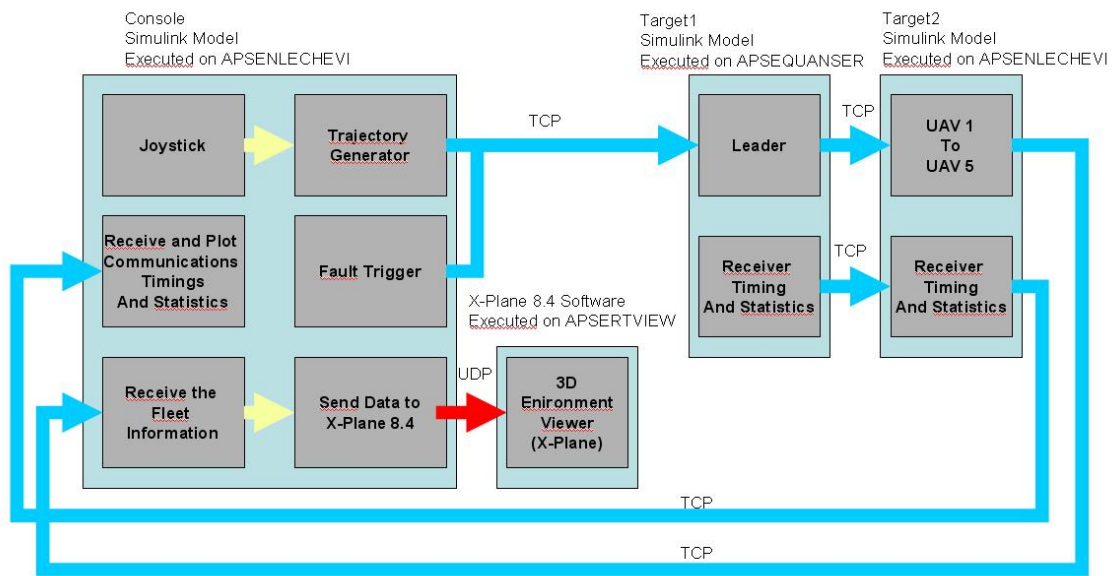 Console
Simulink Model
Executed on APSENLECHEVI
Target1
Simulink Model
Executed on APSEQUANSER
Target2
Simulink Model
Executed on APSENLECHEVI
Joystick
Trajectory
Generator
TCP
Leader
TCP
UAV 1
To
UAV 5
Receive and Plot
Communications
Timings
And Statistics
Fault Trigger
Receiver
Timing
And Statistics
TCP
Receiver
Timing
And Statistics
X-Plane 8.4 Software
Executed on APSERTVIEW
Receive the
Fleet
Information
Send Data to
X-Plane 8.4
UDP
3D
Enironment
Viewer
(X-Plane)
TCP
TCP